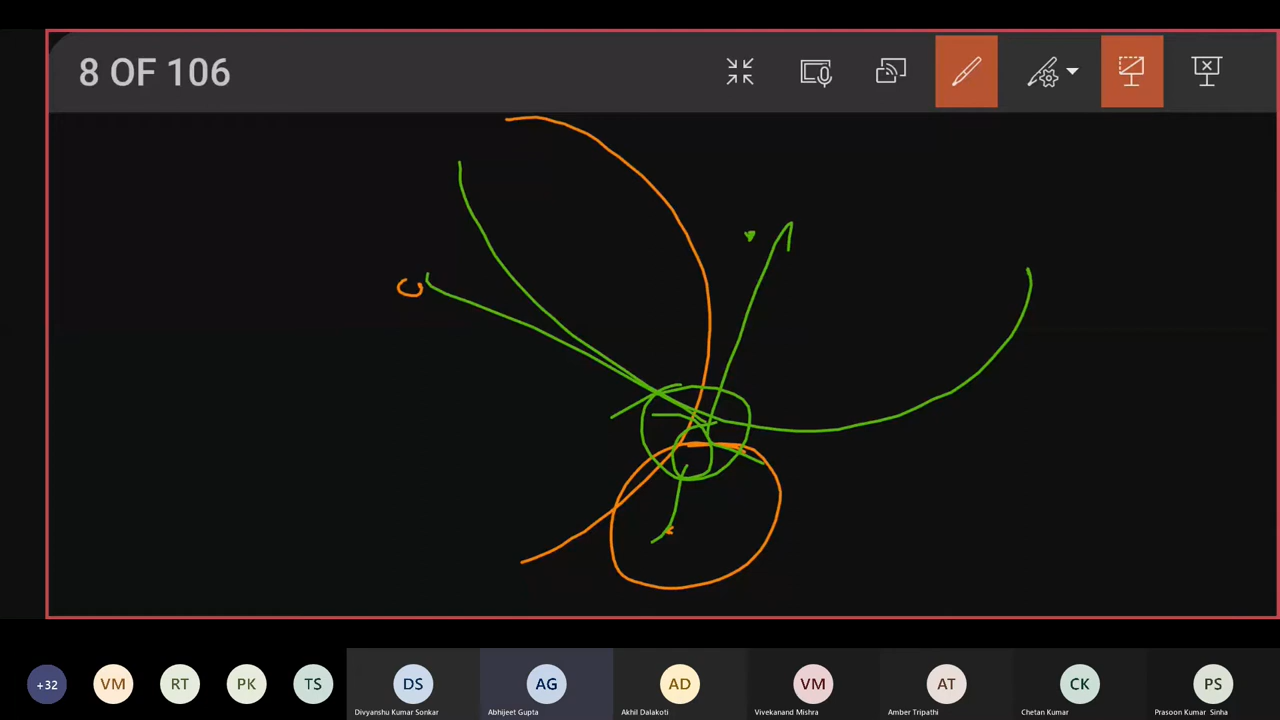 8 OF 106
+32
VM
RT
PK
TS
DS
AG
AD
VM
AT
CK
PS
Divyanshu Kumar Sonkar
Abhijeet Gupta
Akhil Dalakoti
Vivekanand Mishra
Amber Tripathi
Chetan Kumar
Prasoon Kumar Sinha